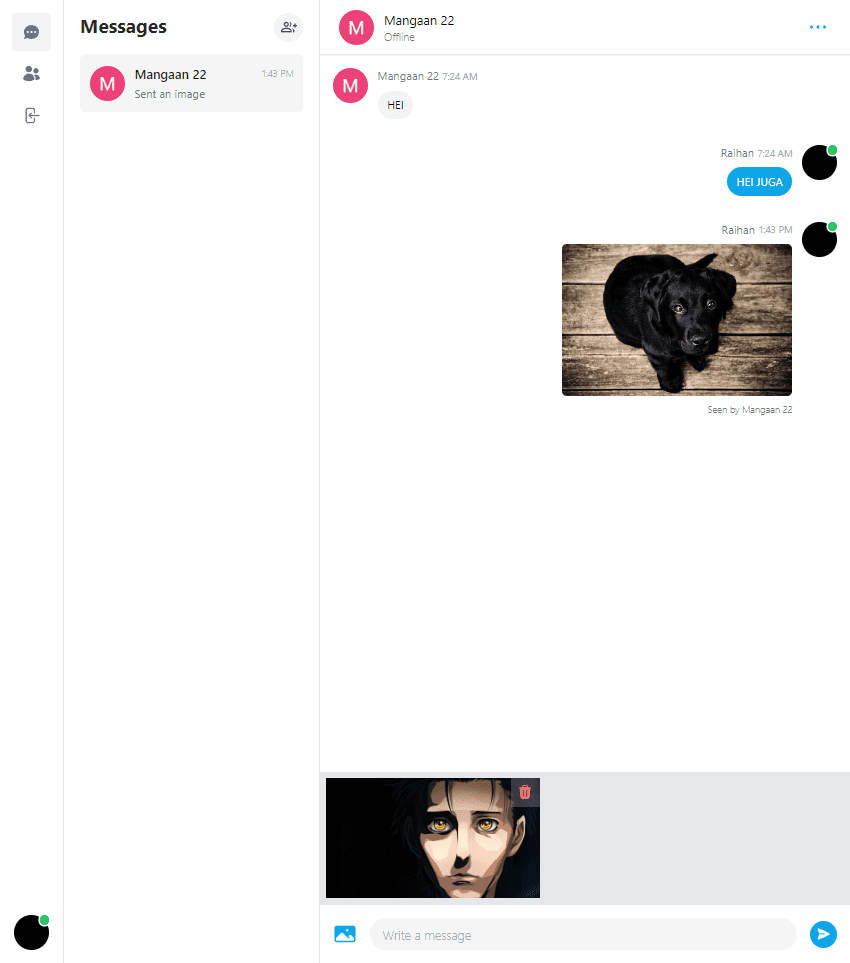 Messages
M
Mangaan 22
1:43 PM
Sent an image
M
Mangaan 22
Offline
M
Mangaan 22 7:24 AM
HEI
Raihan 7:24 AM
HEI JUGA
Raihan 1:43 PM
Seen by Mangaan 22
Write a message